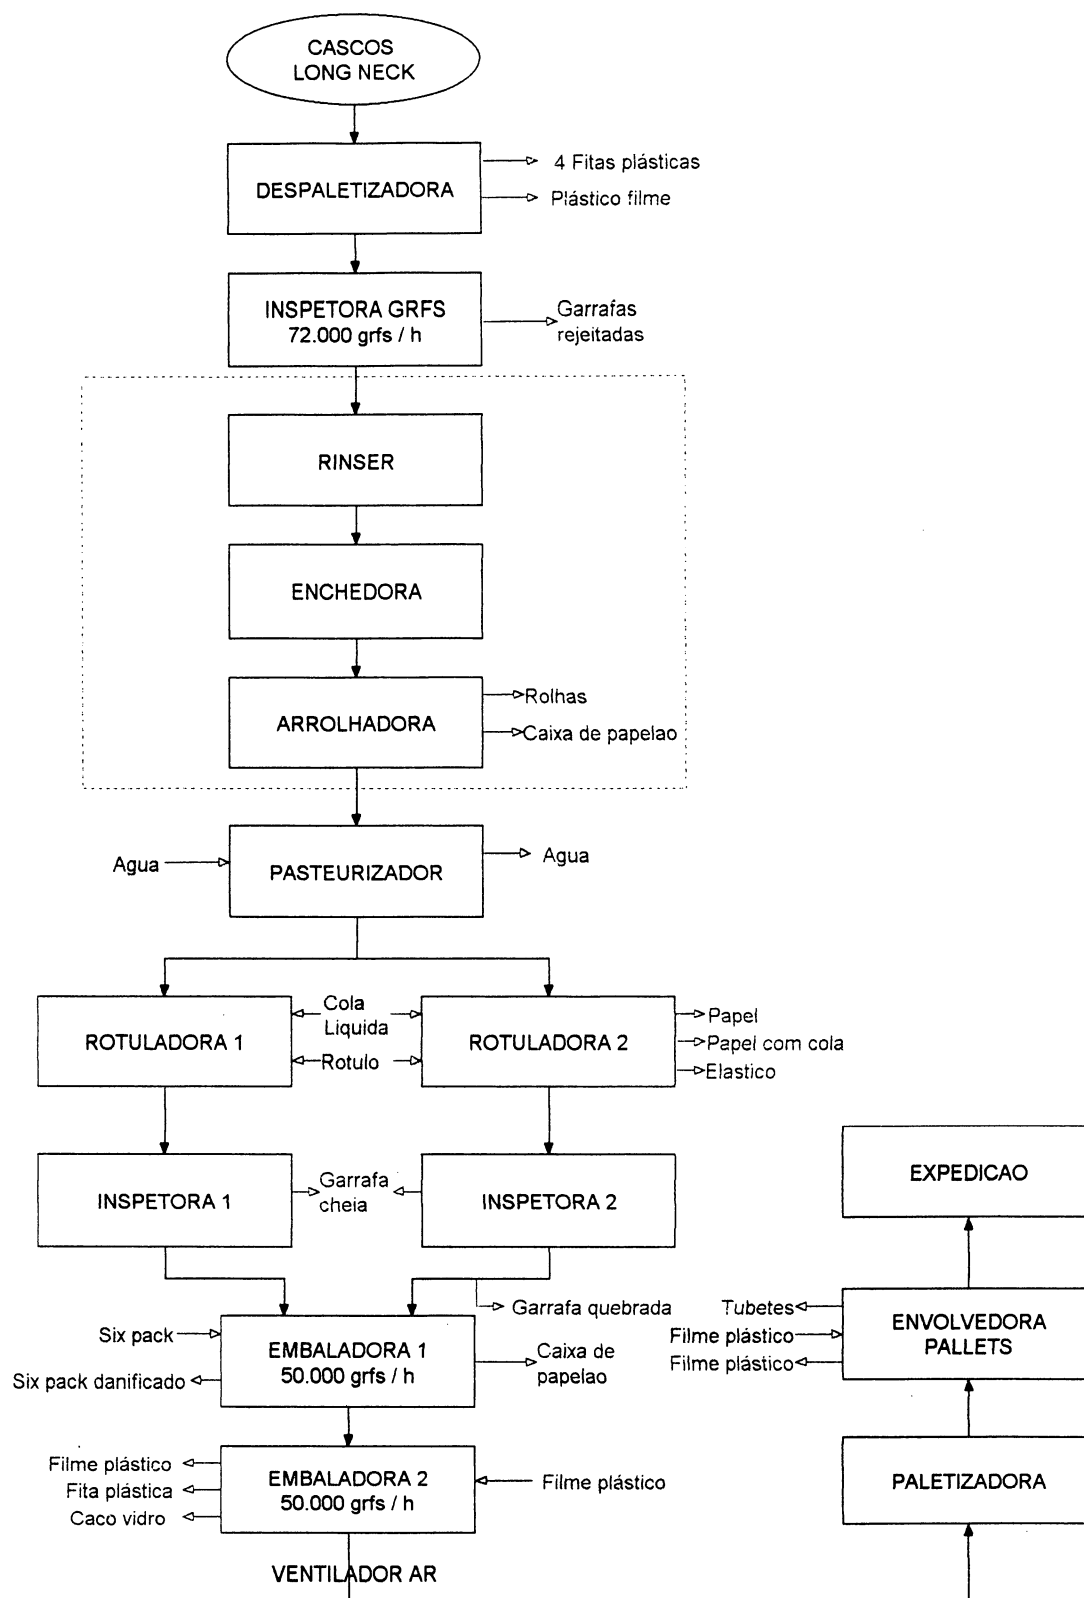 CASCOS
LONG NECK
DESPALETIZADORA
4 Fitas plásticas
Plástico filme
INSPETORA GRFS
72.000 grfs / h
Garrafas
rejeitadas
RINSER
ENCHEDORA
ARROLHADORA
Rolhas
Caixa de papelao
Agua
PASTEURIZADOR
Agua
ROTULADORA 1
Cola
Liquida
Rotulo
ROTULADORA 2
Papel
Papel com cola
Elastico
INSPETORA 1
Garrafa
cheia
INSPETORA 2
Garrafa quebrada
Six pack
Six pack danificado
EMBALADORA 1
50.000 grfs / h
Caixa de
papelao
Filme plástico
Fita plástica
Caco vidro
EMBALADORA 2
50.000 grfs / h
Filme plástico
VENTILADOR AR
EXPEDICAO
Tubetes
Filme plástico
Filme plástico
ENVOLVEDORA
PALLETS
PALETIZADORA